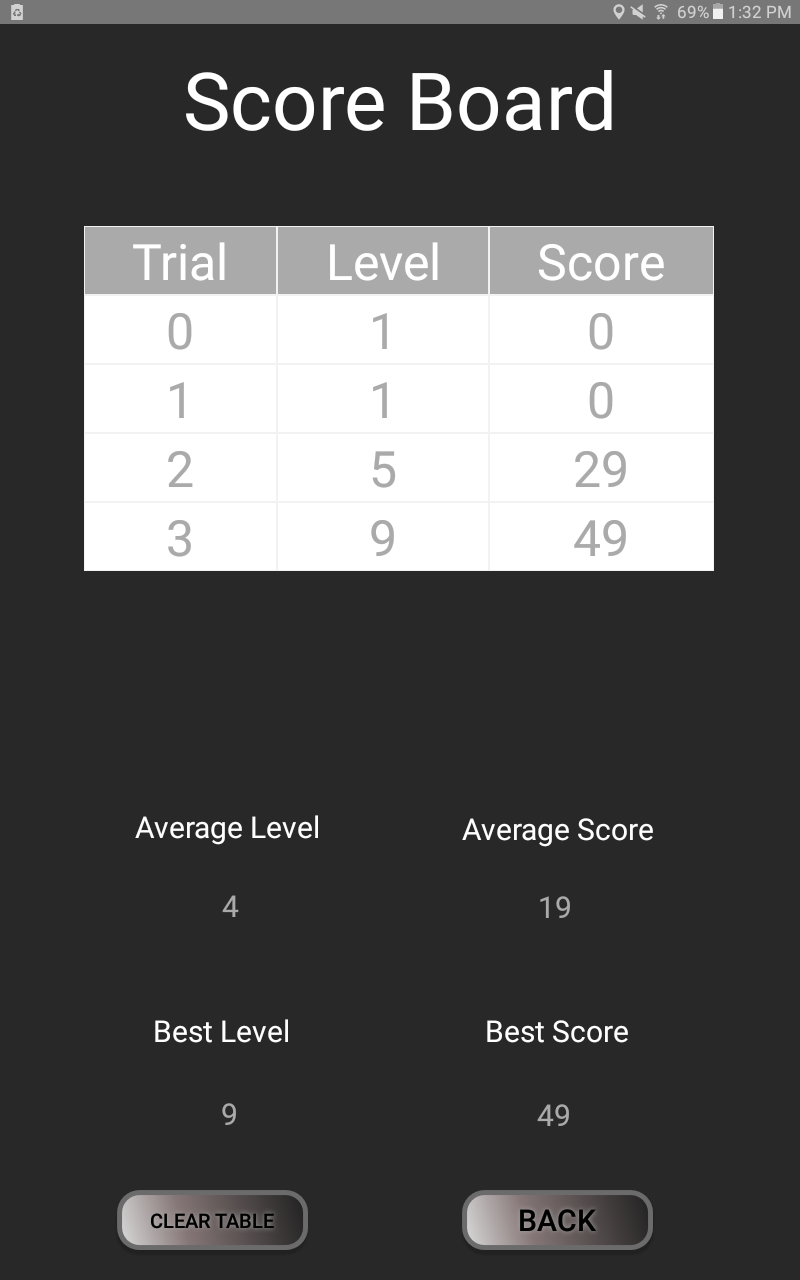 69% 1:32 PM
Score Board
Trial Level Score
0 1 0
1 1 0
2 5 29
3 9 49
Average Level Average Score
4 19
Best Level Best Score
9 49
CLEAR TABLE BACK